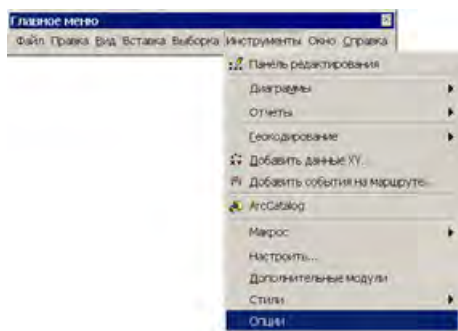 Главное меню
Файл Правка Вид Вставка Выборка Инструменты Окно Справка
Панель редактирования
Диаграммы
Отчеты
Геокодирование
Добавить данные XY...
Добавить события на маршруте...
ArcCatalog
Макрос
Настроить...
Дополнительные модули
Стили
Опции